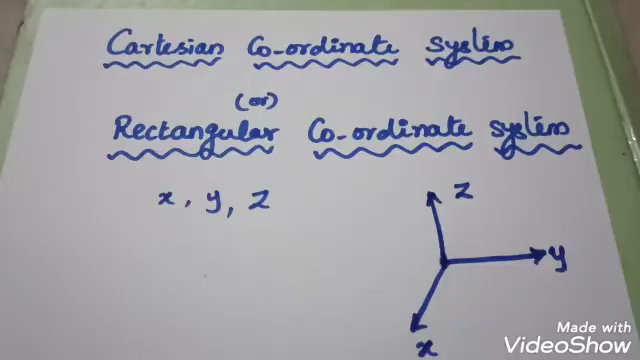 Cartesian Co-ordinate system
(or)
Rectangular Co-ordinate system
x, y, z
z
y
x
Made with
VideoShow